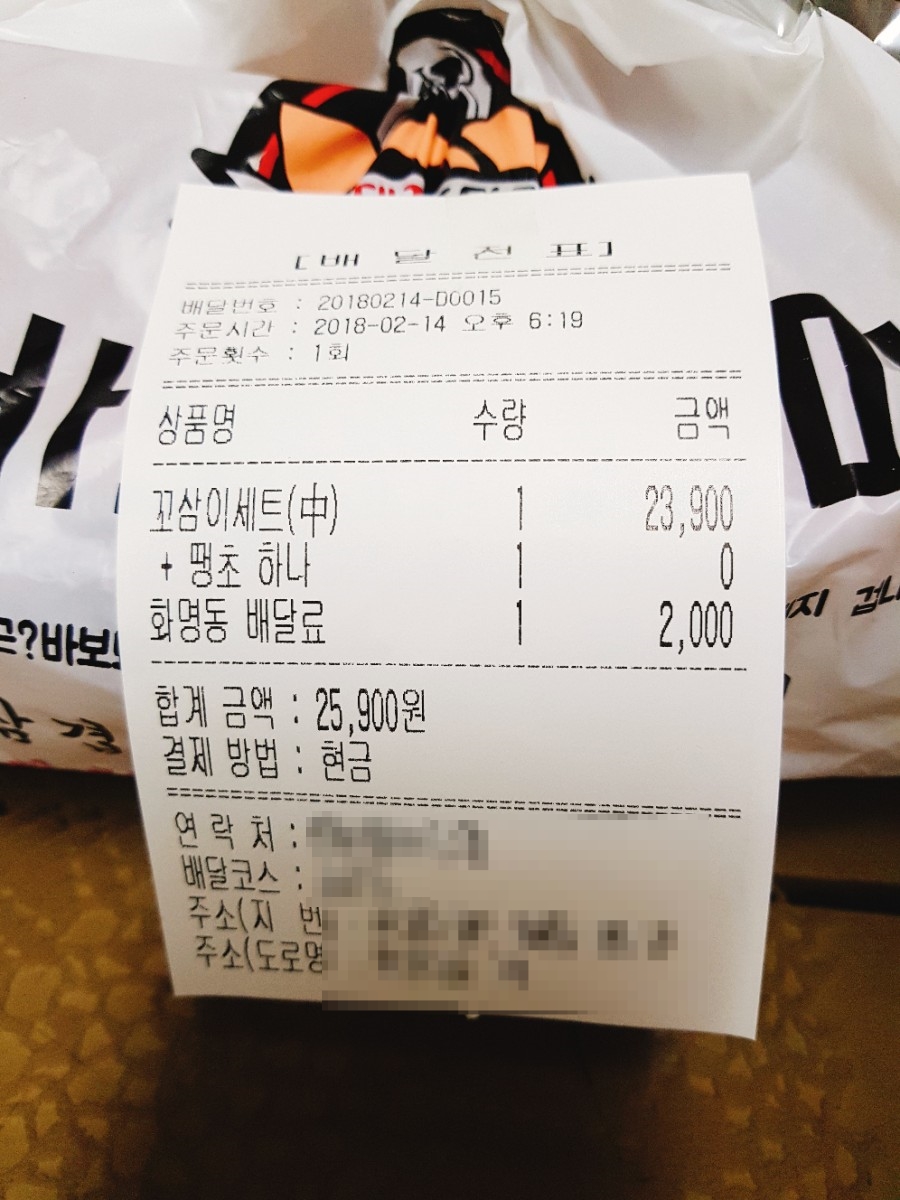 [배 달 전 표]
배달번호 : 20180214-D0015
주문시간 : 2018-02-14 오후 6:19
주문횟수 : 1회
상품명 수량 금액
꼬삼이세트(中) 1 23,900
+ 땡초 하나 1 0
화명동 배달료 1 2,000
합계 금액 : 25,900원
결제 방법 : 현금
연 락 처 :
배달코스 :
주소(지 번
주소(도로명